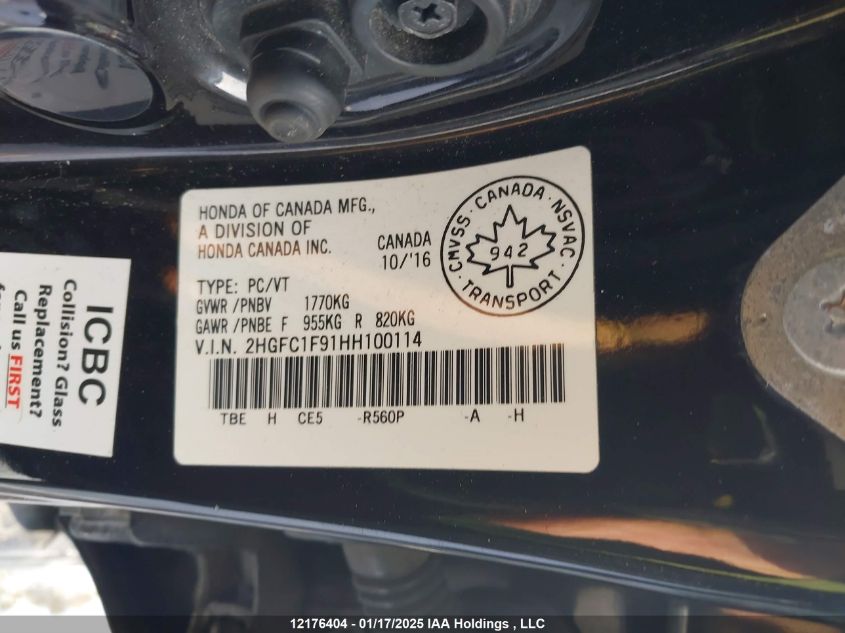 HONDA OF CANADA MFG.,
A DIVISION OF
HONDA CANADA INC.
CANADA
10/'16
CMVSS · CANADA · NSVAC · TRANSPORT ·
942
TYPE: PC/VT
GVWR /PNBV 1770KG
GAWR /PNBE F 955KG R 820KG
V.I.N. 2HGFC1F91HH100114
TBE H CE5 -R560P -A -H
ICBC
Collision? Glass
Replacement?
Call us FIRST
12176404 - 01/17/2025 IAA Holdings , LLC